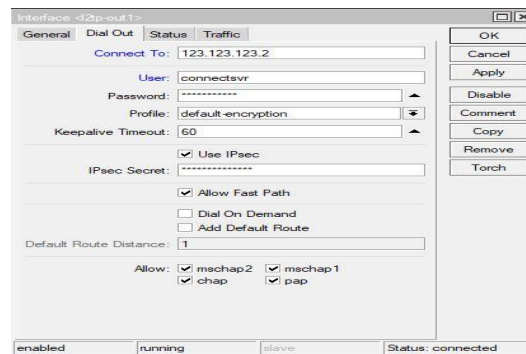 Interface <l2tp-out1>
General Dial Out Status Traffic
Connect To: 123.123.123.2
User: connectsvr
Password: ***********
Profile: default-encryption
Keepalive Timeout: 60
Use IPsec
IPsec Secret: **************
Allow Fast Path
Dial On Demand
Add Default Route
Default Route Distance: 1
Allow: mschap2 mschap1
chap pap
OK
Cancel
Apply
Disable
Comment
Copy
Remove
Torch
enabled running slave Status: connected